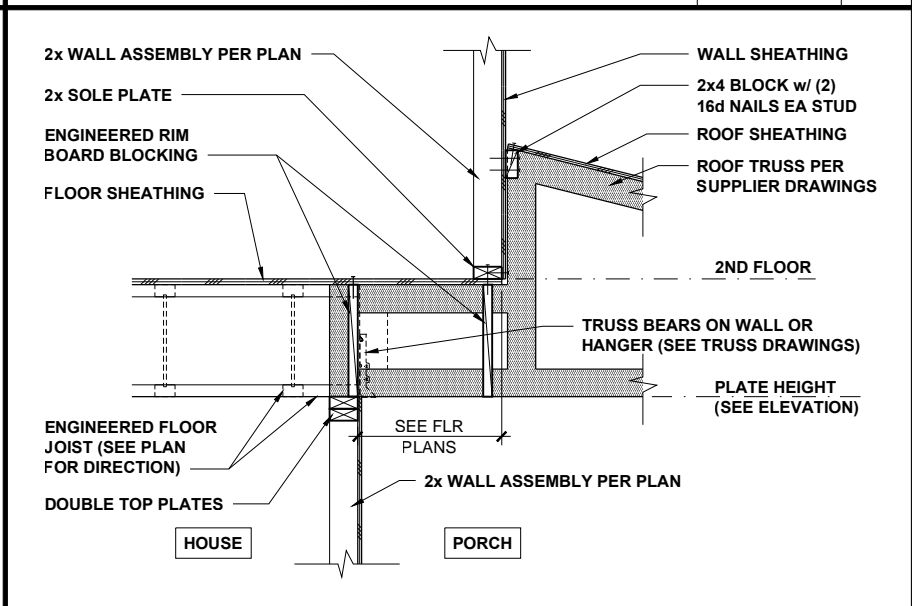 2x WALL ASSEMBLY PER PLAN
2x SOLE PLATE
ENGINEERED RIM
BOARD BLOCKING
FLOOR SHEATHING
WALL SHEATHING
2x4 BLOCK w/ (2)
16d NAILS EA STUD
ROOF SHEATHING
ROOF TRUSS PER
SUPPLIER DRAWINGS
2ND FLOOR
TRUSS BEARS ON WALL OR
HANGER (SEE TRUSS DRAWINGS)
PLATE HEIGHT
(SEE ELEVATION)
ENGINEERED FLOOR
JOIST (SEE PLAN
FOR DIRECTION)
DOUBLE TOP PLATES
SEE FLR
PLANS
2x WALL ASSEMBLY PER PLAN
HOUSE
PORCH